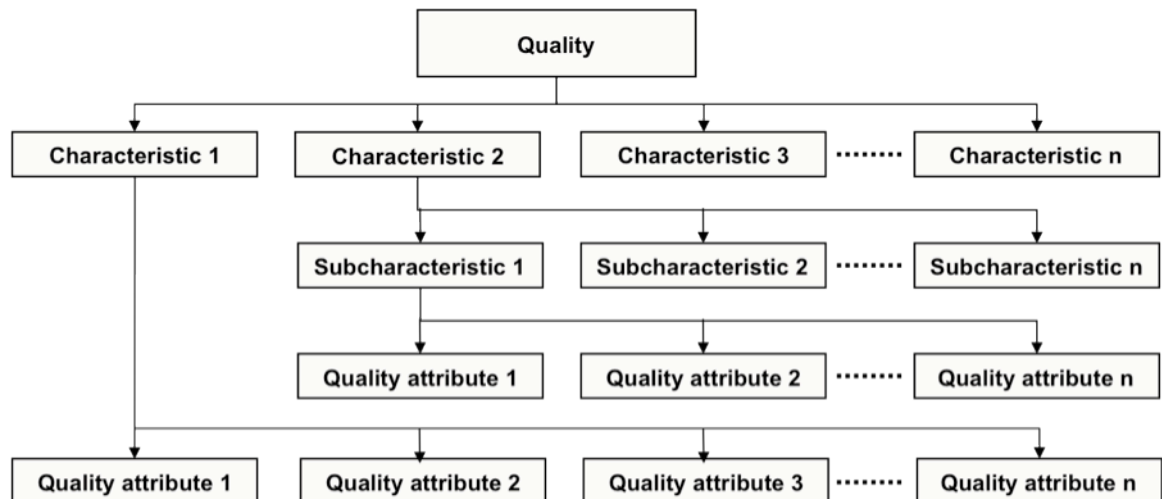 Quality
Characteristic 1
Characteristic 2
Characteristic 3
Characteristic n
Subcharacteristic 1
Subcharacteristic 2
Subcharacteristic n
Quality attribute 1
Quality attribute 2
Quality attribute n
Quality attribute 1
Quality attribute 2
Quality attribute 3
Quality attribute n